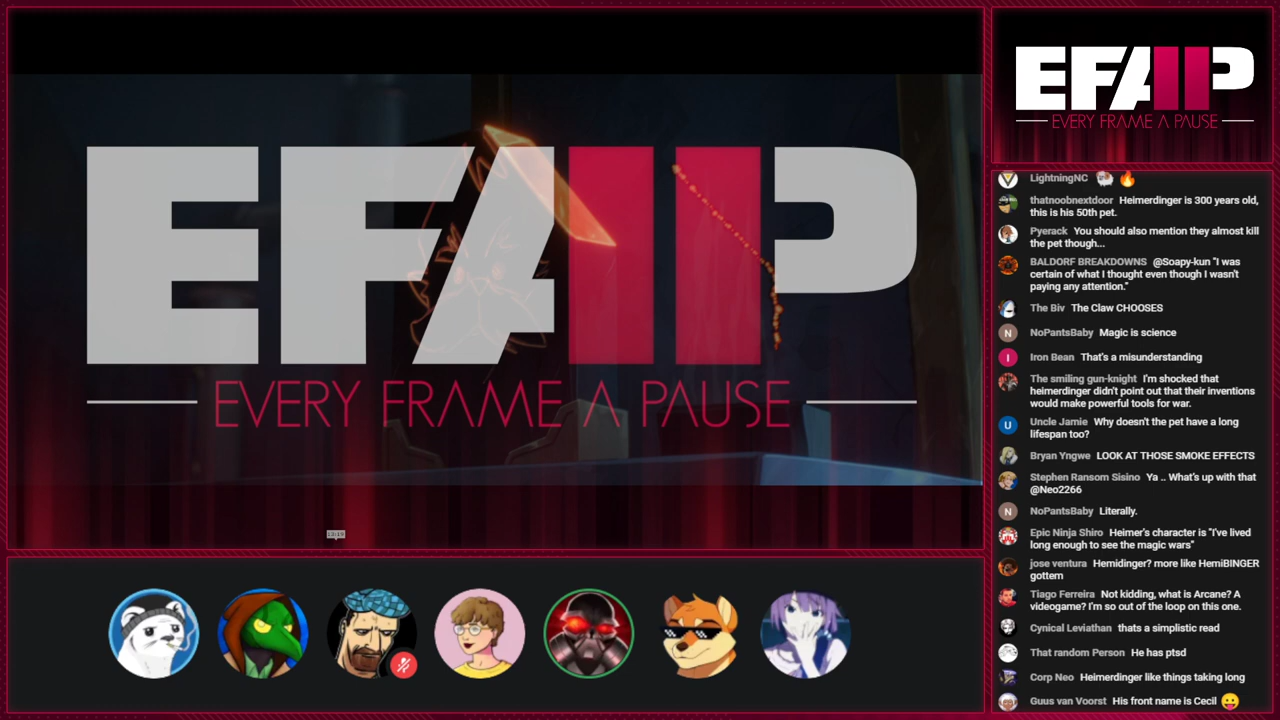 EFAP
EVERY FRAME A PAUSE
EFAP
EVERY FRAME A PAUSE
LightningNC
thatnoobnextdoor Heimerdinger is 300 years old,
this is his 50th pet.
Pyerack You should also mention they almost kill
the pet though...
BALDORF BREAKDOWNS @Soapy-kun "I was
certain of what I thought even though I wasn't
paying any attention."
The Biv The Claw CHOOSES
N NoPantsBaby Magic is science
I Iron Bean That's a misunderstanding
The smiling gun-knight I'm shocked that
heimerdinger didn't point out that their inventions
would make powerful tools for war.
U Uncle Jamie Why doesn't the pet have a long
lifespan too?
Bryan Yngwe LOOK AT THOSE SMOKE EFFECTS
Stephen Ransom Sisino Ya .. What's up with that
@Neo2266
N NoPantsBaby Literally.
Epic Ninja Shiro Heimer's character is "I've lived
long enough to see the magic wars"
jose ventura Hemidinger? more like HemiBINGER
gottem
Tiago Ferreira Not kidding, what is Arcane? A
videogame? I'm so out of the loop on this one.
Cynical Leviathan thats a simplistic read
That random Person He has ptsd
Corp Neo Heimerdinger like things taking long
Guus van Voorst His front name is Cecil